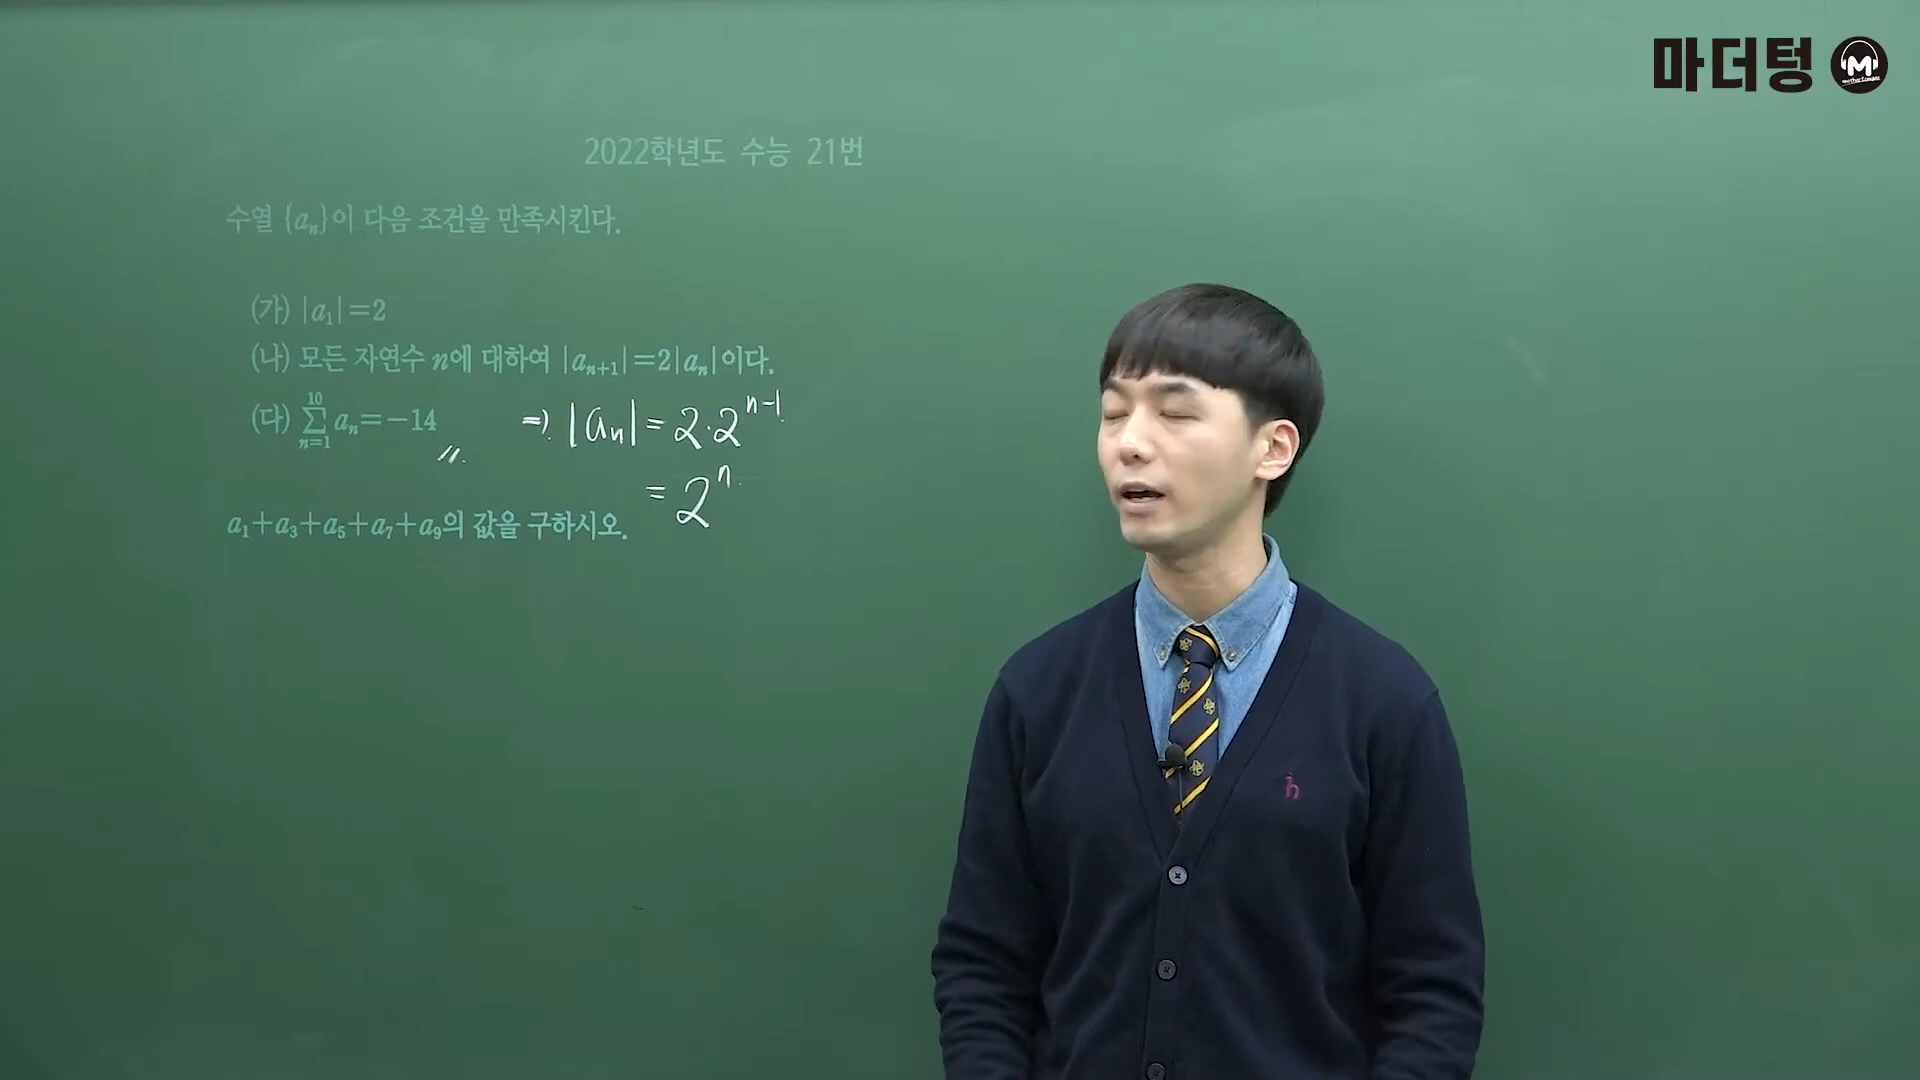 마더텅 M
2022학년도 수능 21번
수열 {aₙ}이 다음 조건을 만족시킨다.
(가) |a₁|=2
(나) 모든 자연수 n에 대하여 |aₙ₊₁|=2|aₙ|이다.
(다) ∑ₙ₌₁¹⁰ aₙ=−14
⇒ |aₙ| = 2·2ⁿ⁻¹
= 2ⁿ
a₁+a₃+a₅+a₇+a₉의 값을 구하시오.